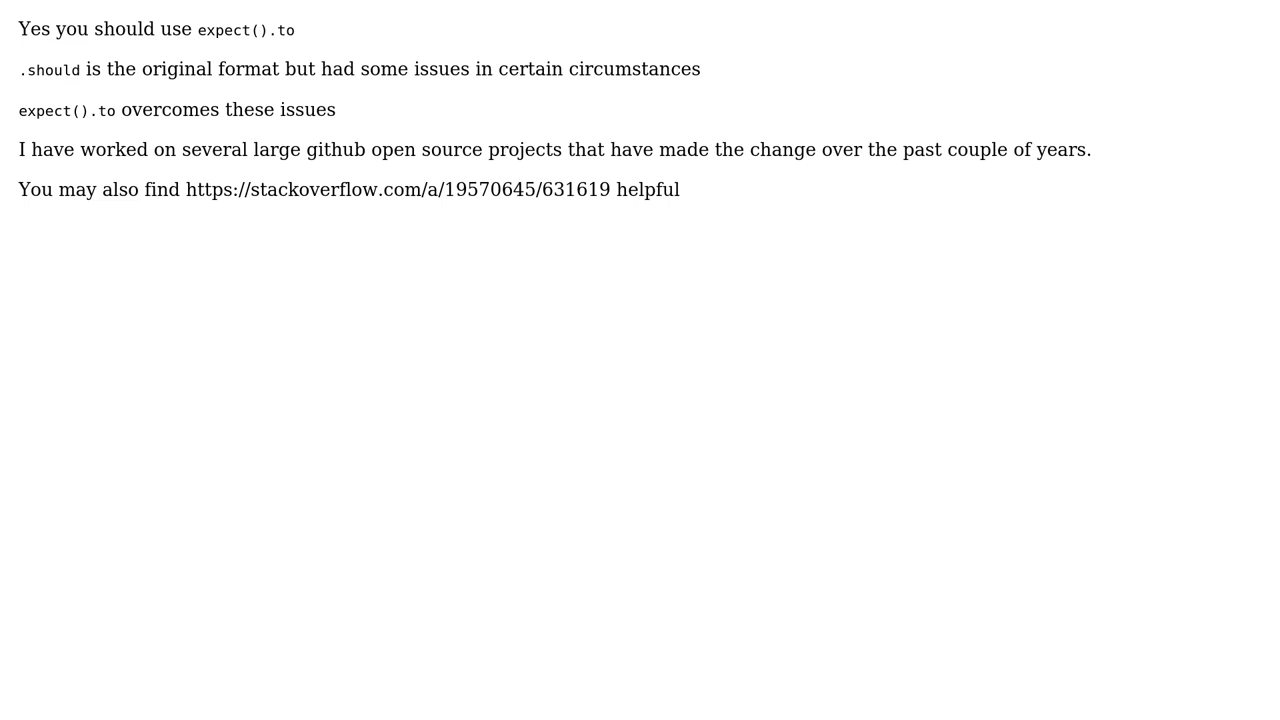 Yes you should use expect().to
.should is the original format but had some issues in certain circumstances
expect().to overcomes these issues
I have worked on several large github open source projects that have made the change over the past couple of years.
You may also find https://stackoverflow.com/a/19570645/631619 helpful